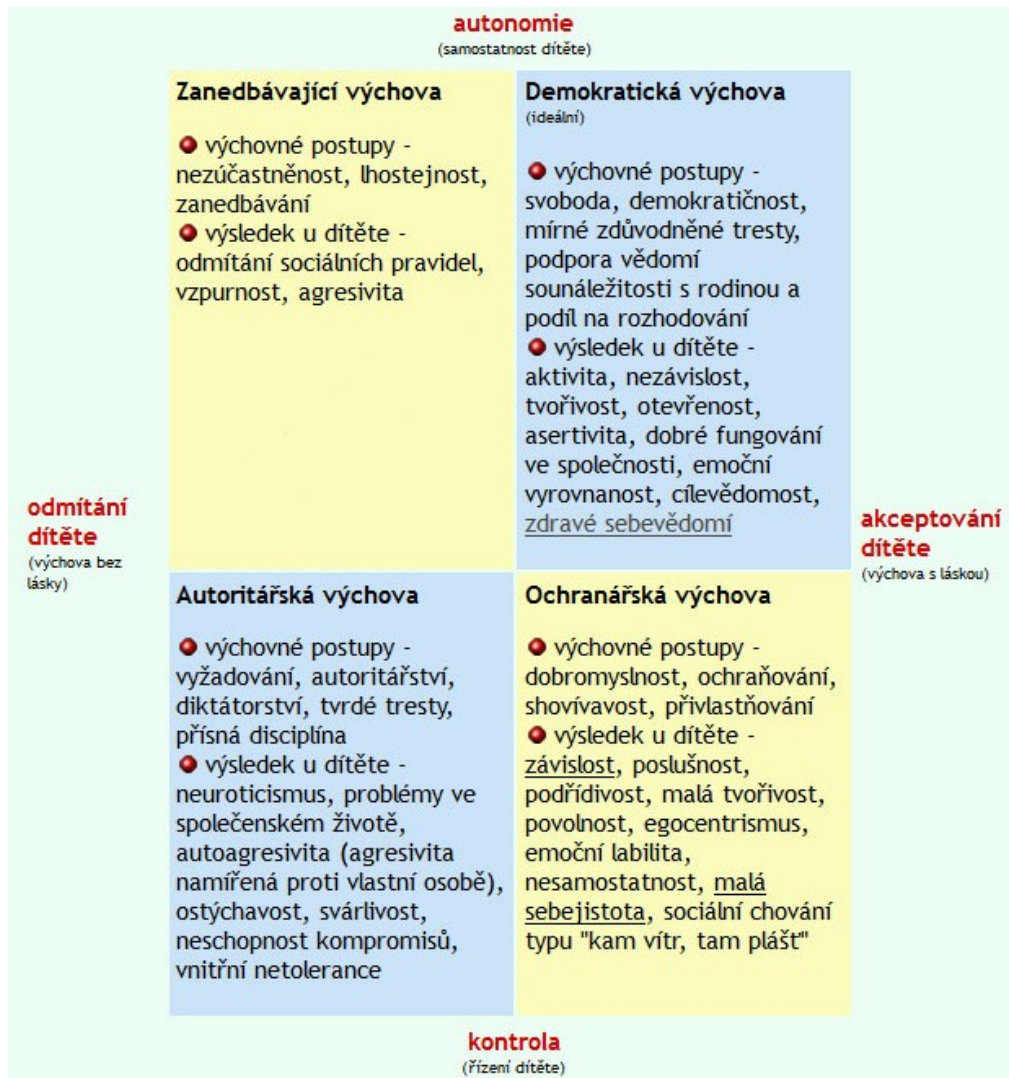 autonomie
(samostatnost dítěte)
Zanedbávající výchova
výchovné postupy -
nezúčastněnost, lhostejnost,
zanedbávání
výsledek u dítěte -
odmítání sociálních pravidel,
vzpurnost, agresivita
Demokratická výchova
(ideální)
výchovné postupy -
svoboda, demokratičnost,
mírné zdůvodněné tresty,
podpora vědomí
sounáležitosti s rodinou a
podíl na rozhodování
výsledek u dítěte -
aktivita, nezávislost,
tvořivost, otevřenost,
asertivita, dobré fungování
ve společnosti, emoční
vyrovnanost, cílevědomost,
zdravé sebevědomí
odmítání
dítěte
(výchova bez
lásky)
akceptování
dítěte
(výchova s láskou)
Autoritářská výchova
výchovné postupy -
vyžadování, autoritářství,
diktátorství, tvrdé tresty,
přísná disciplína
výsledek u dítěte -
neuroticismus, problémy ve
společenském životě,
autoagresivita (agresivita
namířená proti vlastní osobě),
ostýchavost, svárlivost,
neschopnost kompromisů,
vnitřní netolerance
Ochranářská výchova
výchovné postupy -
dobromyslnost, ochraňování,
shovívavost, přivlastňování
výsledek u dítěte -
závislost, poslušnost,
podřídivost, malá tvořivost,
povolnost, egocentrismus,
emoční labilita,
nesamostatnost, malá
sebejistota, sociální chování
typu "kam vítr, tam plášť"
kontrola
(řízení dítěte)